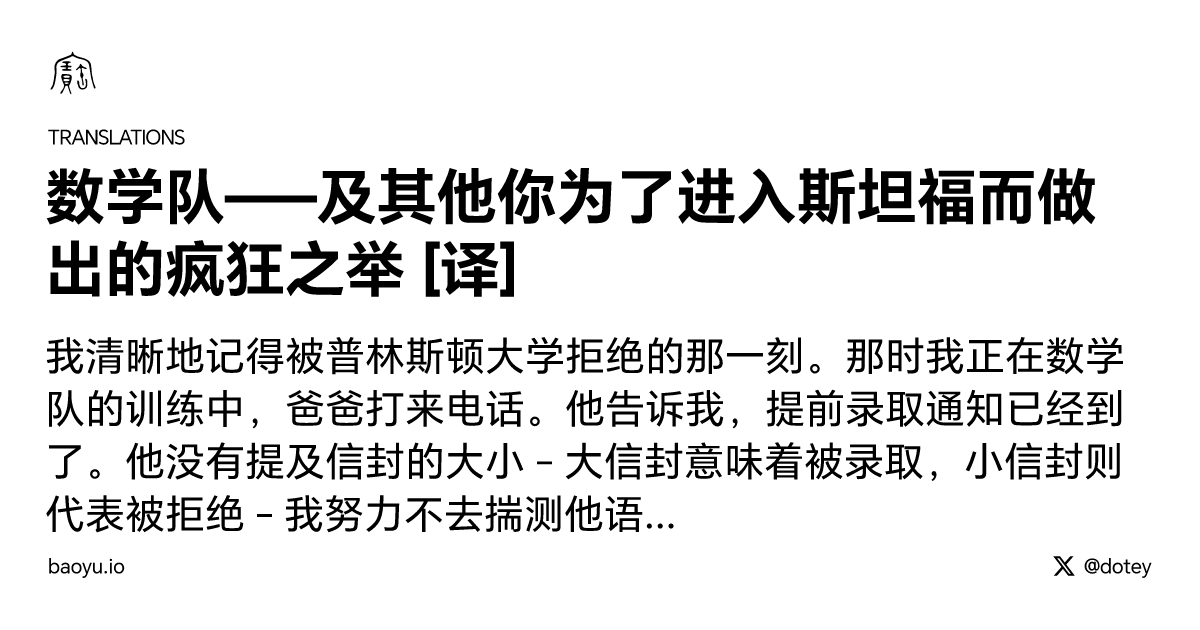 TRANSLATIONS
数学队——及其他你为了进入斯坦福而做
出的疯狂之举 [译]
我清晰地记得被普林斯顿大学拒绝的那一刻。那时我正在数学
队的训练中，爸爸打来电话。他告诉我，提前录取通知已经到
了。他没有提及信封的大小 – 大信封意味着被录取，小信封则
代表被拒绝 – 我努力不去揣测他语...
baoyu.io
X @dotey